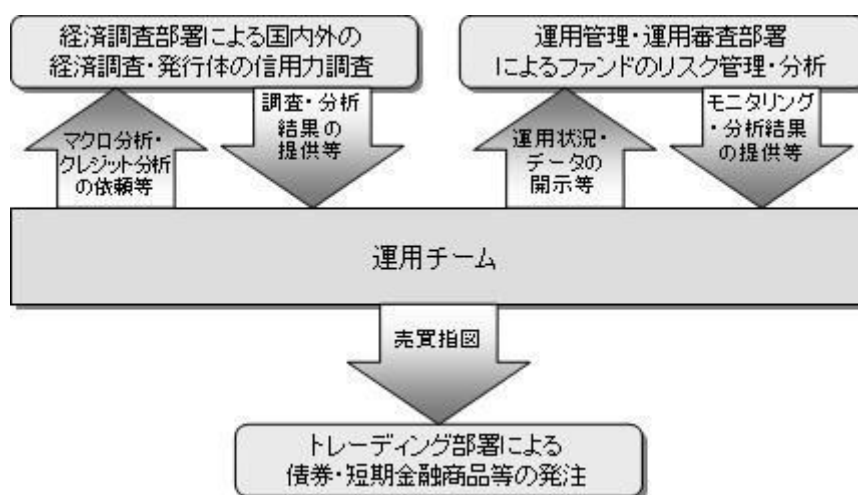 経済調査部署による国内外の
経済調査・発行体の信用力調査
運用管理・運用審査部署
によるファンドのリスク管理・分析
マクロ分析・
クレジット分析
の依頼等
調査・分析
結果の
提供等
運用状況・
データの
開示等
モニタリング
・分析結果
の提供等
運用チーム
売買指図
トレーディング部署による
債券・短期金融商品等の発注